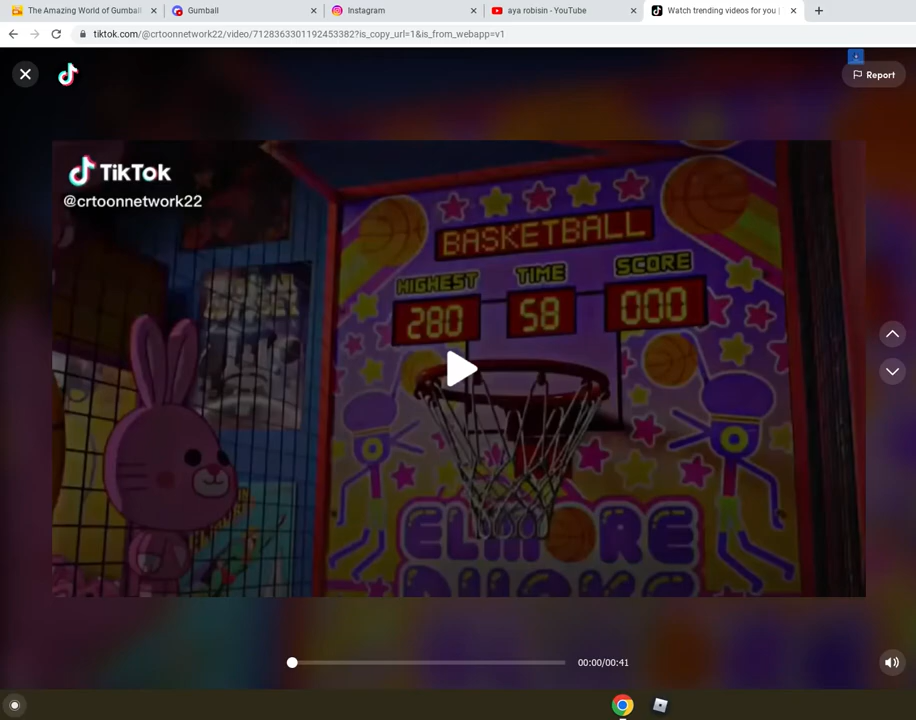 The Amazing World of Gumball
Gumball
Instagram
aya robisin - YouTube
Watch trending videos for you |
tiktok.com/@crtoonnetwork22/video/7128363301192453382?is_copy_url=1&is_from_webapp=v1
Report
TikTok
@crtoonnetwork22
BASKETBALL
HIGHEST TIME SCORE
280 58 000
ELMORE
00:00/00:41